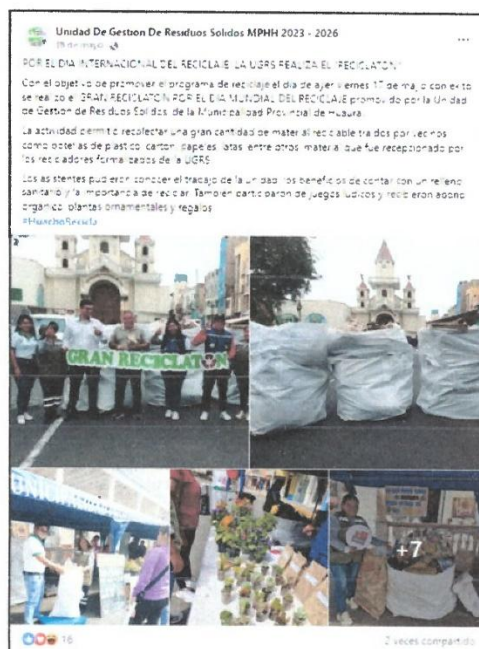 Unidad De Gestion De Residuos Solidos MPHH 2023 - 2026
de mayo
POR EL DIA INTERNACIONAL DEL RECICLAJE, LA UGRS REALIZA EL "RECICLATON"
Con el objetivo de promover el programa de reciclaje el dia de ayer viernes 17 de mayo con exito
se realizo el "GRAN RECICLATON POR EL DIA MUNDIAL DEL RECICLAJE promovido por la Unidad
de Gestion de Residuos Solidos de la Municipalidad Provincial de Huaura.
La actividad permitio recolectar una gran cantidad de material reciclable traidos por vecinos
como botellas de plastico, carton, papeles, latas entre otros material que fue recepcionado por
los recicladores formalizados de la UGRS
Los asistentes pudieron conocer el trabajo de la unidad, los beneficios de contar con un relleno
sanitario y la importancia de reciclar. Tambien participaron de juegos ludicos y recibieron abono
organico, plantas ornamentales y regalos
#HuachoRecicla
GRAN RECICLATÓN
+7
16
2 veces compartido